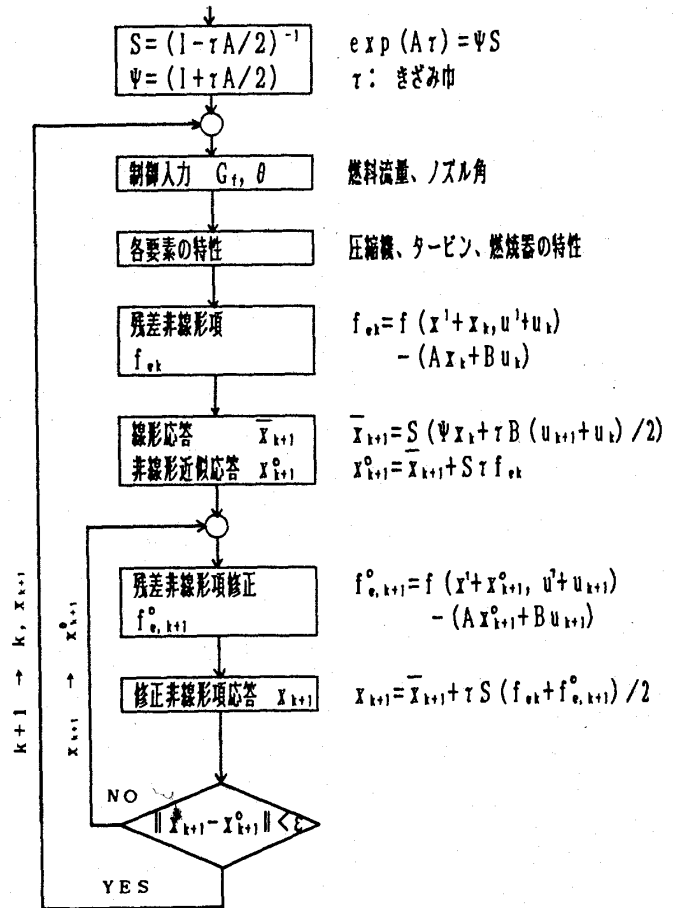 S=(I-τA/2)⁻¹
Ψ=(I+τA/2)
exp(Aτ)=ΨS
τ: きざみ巾
制御入力 G_f, θ
燃料流量、ノズル角
各要素の特性
圧縮機、タービン、燃焼器の特性
残差非線形項
f_ek
f_ek=f(x¹+x_k,u¹+u_k)
-(Ax_k+Bu_k)
線形応答 x̄_k+1
非線形近似応答 x°_k+1
x̄_k+1=S(Ψx_k+τB(u_k+1+u_k)/2)
x°_k+1=x̄_k+1+Sτf_ek
残差非線形項修正
f°_e,k+1
f°_e,k+1=f(x¹+x°_k+1, u¹+u_k+1)
-(Ax°_k+1+Bu_k+1)
修正非線形項応答 x_k+1
x_k+1=x̄_k+1+τS(f_ek+f°_e,k+1)/2
k+1 → k, x_k+1
x_k+1 → x°_k+1
NO
‖x_k+1-x°_k+1‖<ε
YES